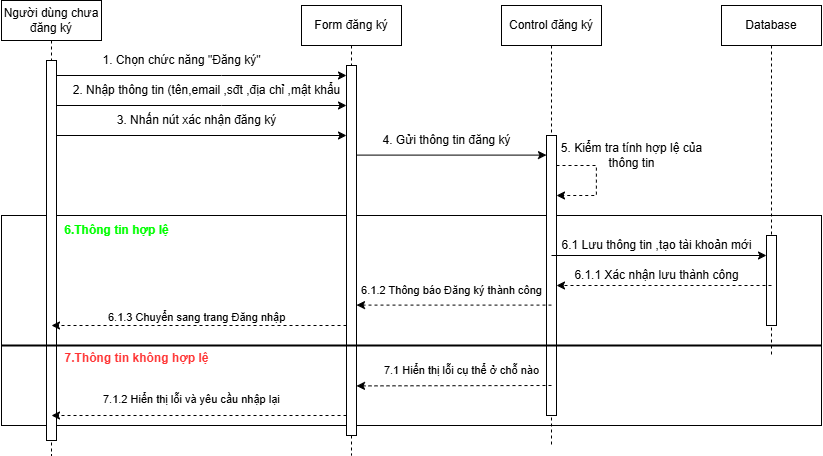 Người dùng chưa
đăng ký
Form đăng ký
Control đăng ký
Database
1. Chọn chức năng "Đăng ký"
2. Nhập thông tin (tên,email ,sđt ,địa chỉ ,mật khẩu
3. Nhấn nút xác nhận đăng ký
4. Gửi thông tin đăng ký
5. Kiểm tra tính hợp lệ của
thông tin
6.Thông tin hợp lệ
6.1 Lưu thông tin ,tạo tải khoản mới
6.1.1 Xác nhận lưu thành công
6.1.2 Thông báo Đăng ký thành công
6.1.3 Chuyển sang trang Đăng nhập
7.Thông tin không hợp lệ
7.1 Hiển thị lỗi cụ thể ở chỗ nào
7.1.2 Hiển thị lỗi và yêu cầu nhập lại